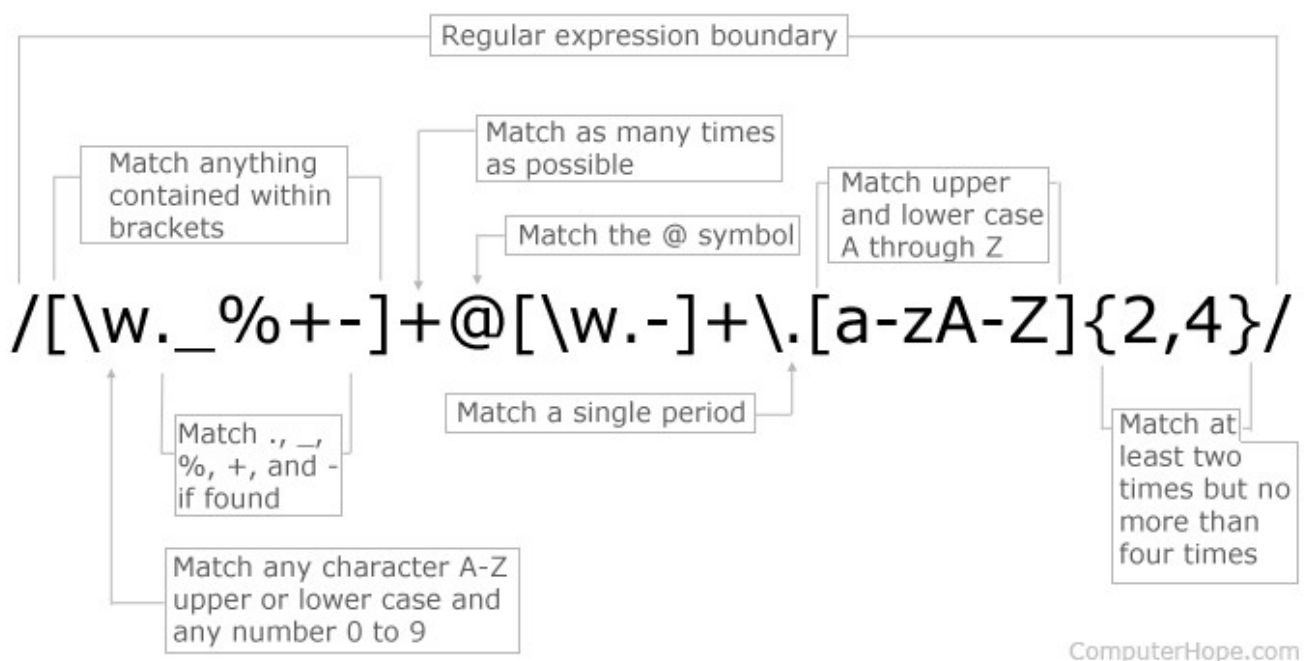 Regular expression boundary
Match as many times
as possible
Match anything
contained within
brackets
Match upper
and lower case
A through Z
Match the @ symbol
/[\w._%+-]+@[\w.-]+\.[a-zA-Z]{2,4}/
Match a single period
Match ., _,
%, +, and -
if found
Match at
least two
times but no
more than
four times
Match any character A-Z
upper or lower case and
any number 0 to 9
ComputerHope.com